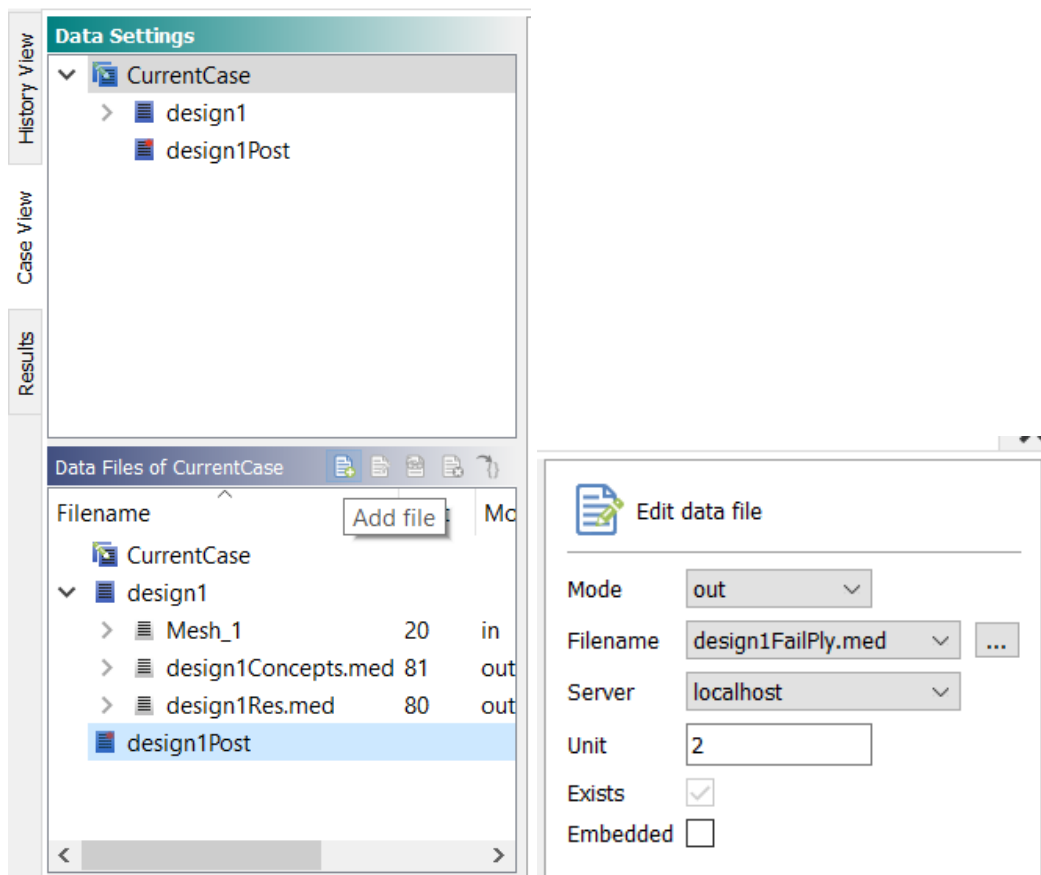 History View
Case View
Results
Data Settings
CurrentCase
design1
design1Post
Data Files of CurrentCase
Filename
Add file
Mo
CurrentCase
design1
Mesh_1 20 in
design1Concepts.med 81 out
design1Res.med 80 out
design1Post
Edit data file
Mode out
Filename design1FailPly.med ...
Server localhost
Unit 2
Exists
Embedded